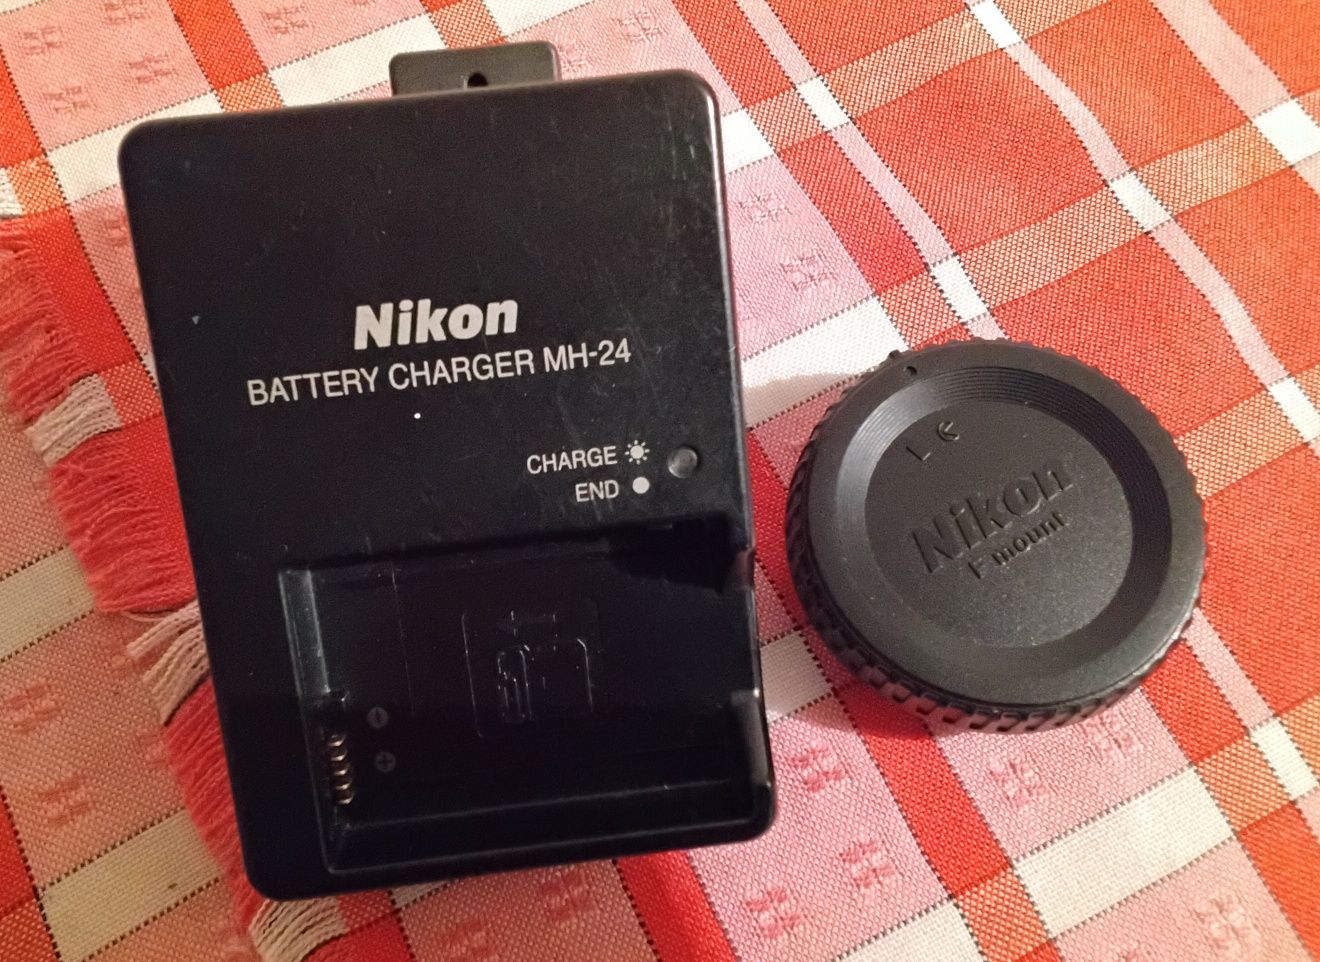 Nikon
BATTERY CHARGER MH-24
CHARGE
END
L <
Nikon
F mount